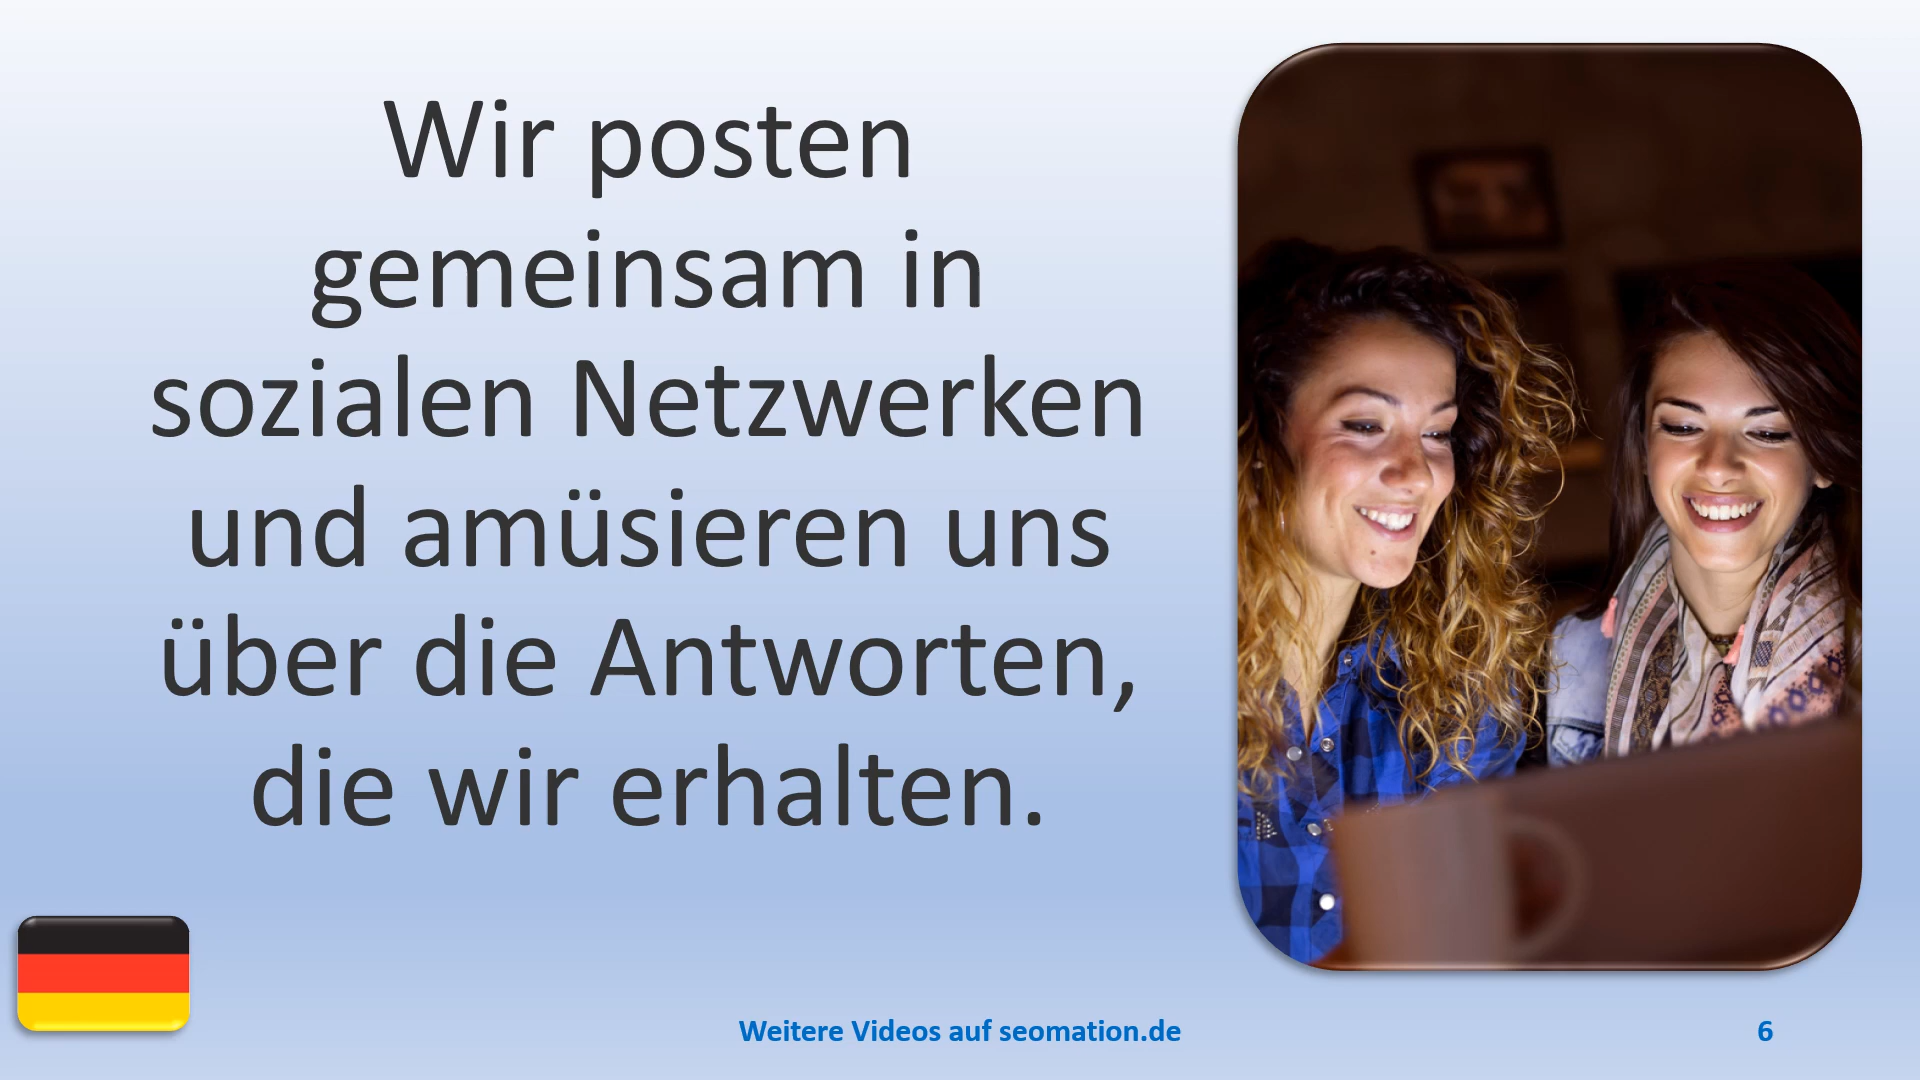 Wir posten
gemeinsam in
sozialen Netzwerken
und amüsieren uns
über die Antworten,
die wir erhalten.
Weitere Videos auf seomation.de
6